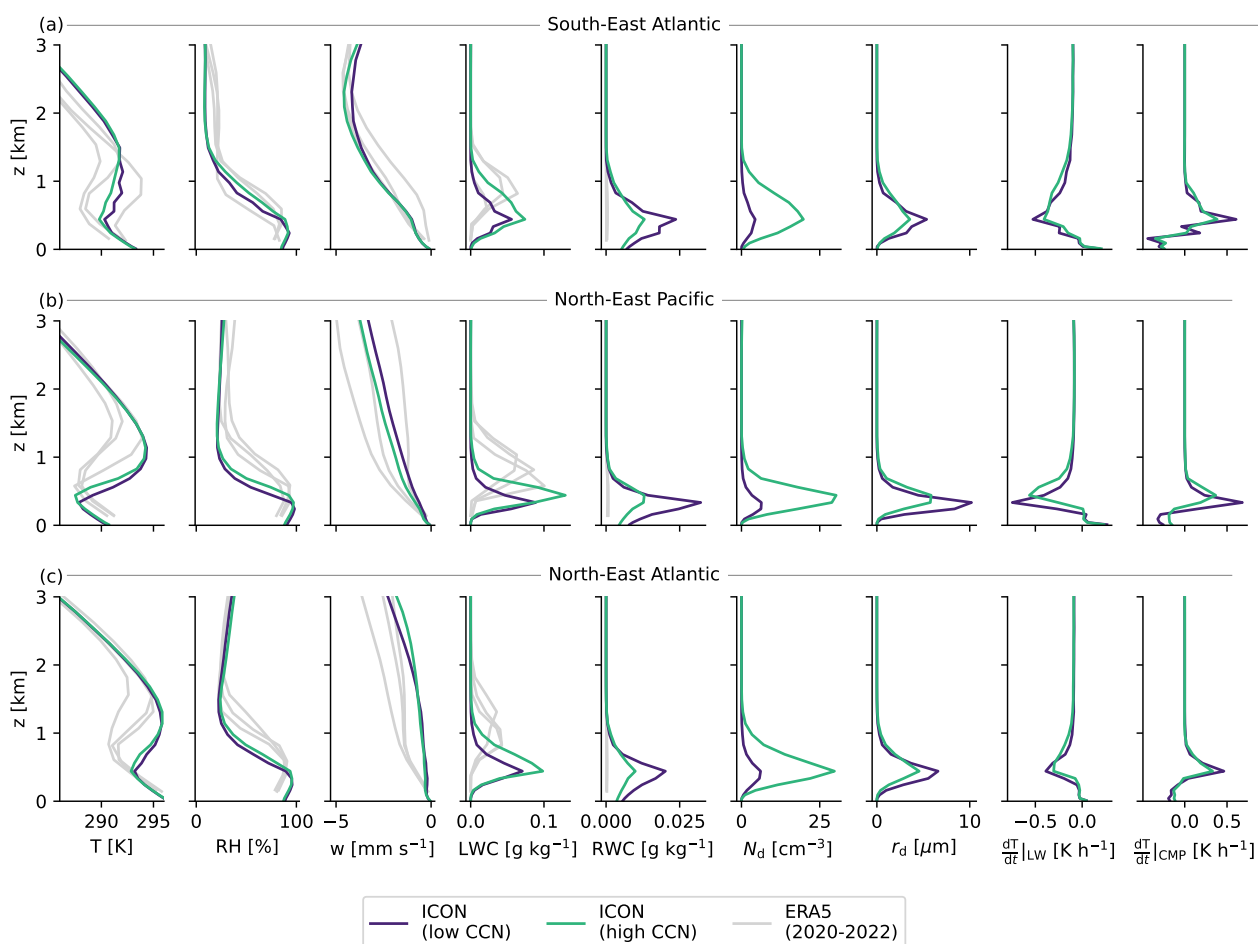 (a) South-East Atlantic
3
2
1
0
z [km]
(b) North-East Pacific
3
2
1
0
z [km]
(c) North-East Atlantic
3
2
1
0
z [km]
290 295 0 100 −5 0 0.0 0.1 0.000 0.025 0 25 0 10 −0.5 0.0 0.0 0.5
T [K] RH [%] w [mm s⁻¹] LWC [g kg⁻¹] RWC [g kg⁻¹] N_d [cm⁻³] r_d [μm] dT/dt|LW [K h⁻¹] dT/dt|CMP [K h⁻¹]
ICON (low CCN)
ICON (high CCN)
ERA5 (2020-2022)